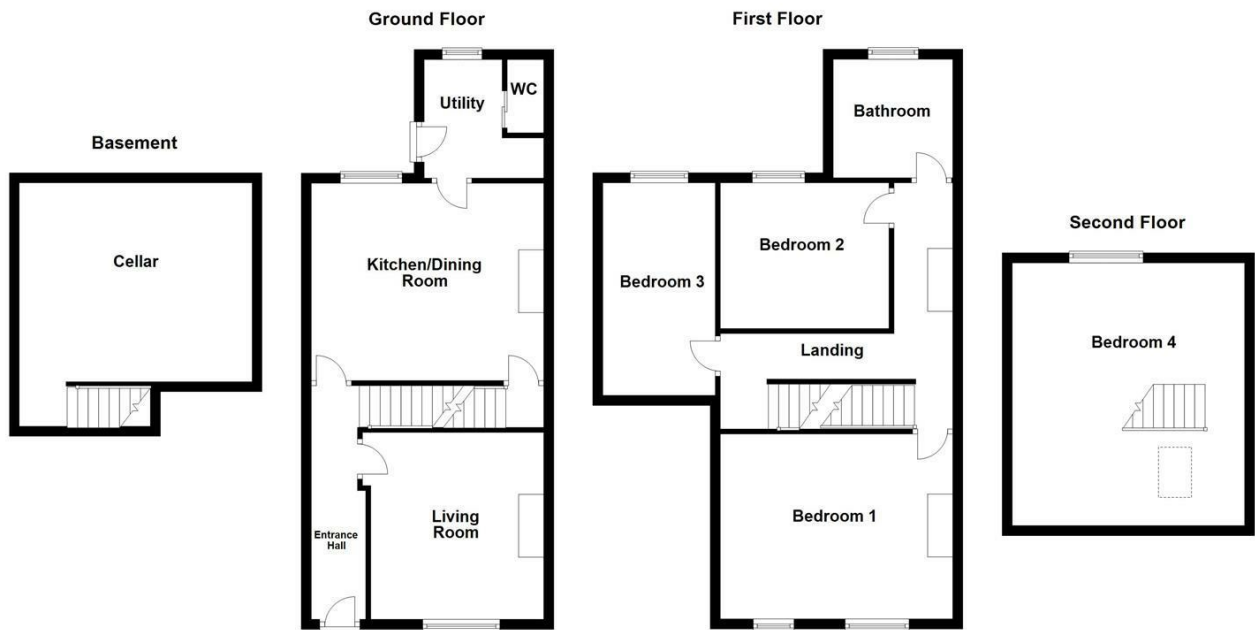 Ground Floor
First Floor
Utility
WC
Bathroom
Basement
Cellar
Kitchen/Dining
Room
Bedroom 3
Bedroom 2
Second Floor
Landing
Bedroom 4
Entrance
Hall
Living
Room
Bedroom 1